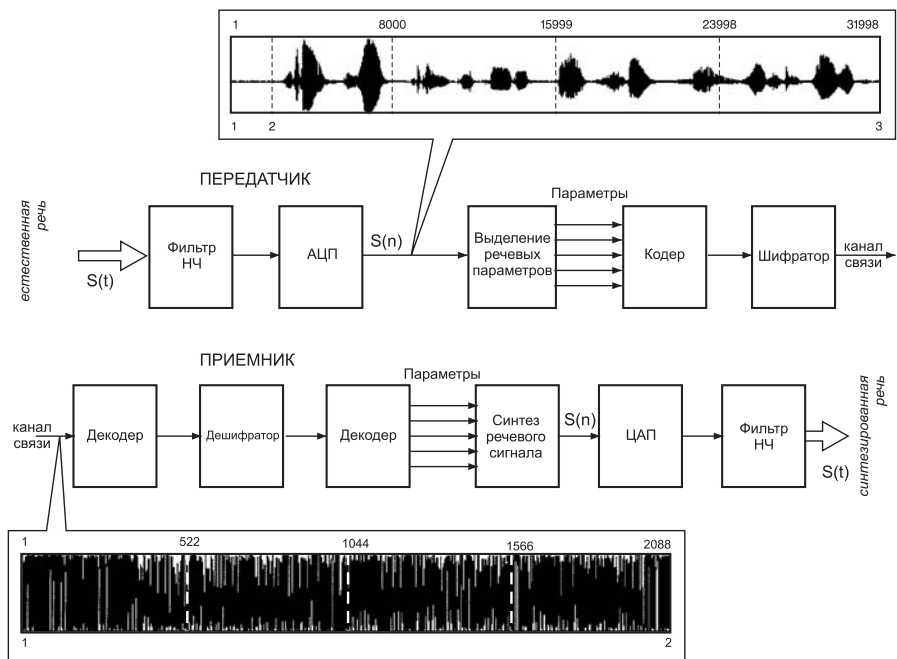 1 8000 15999 23998 31998
1 2 3
ПЕРЕДАТЧИК
естественная
речь
S(t)
Фильтр
НЧ
АЦП
S(n)
Выделение
речевых
параметров
Параметры
Кодер
Шифратор
канал
связи
ПРИЕМНИК
канал
связи
Декодер
Дешифратор
Декодер
Параметры
Синтез
речевого
сигнала
S(n)
ЦАП
Фильтр
НЧ
S(t)
синтезированная
речь
1 522 1044 1566 2088
1 2